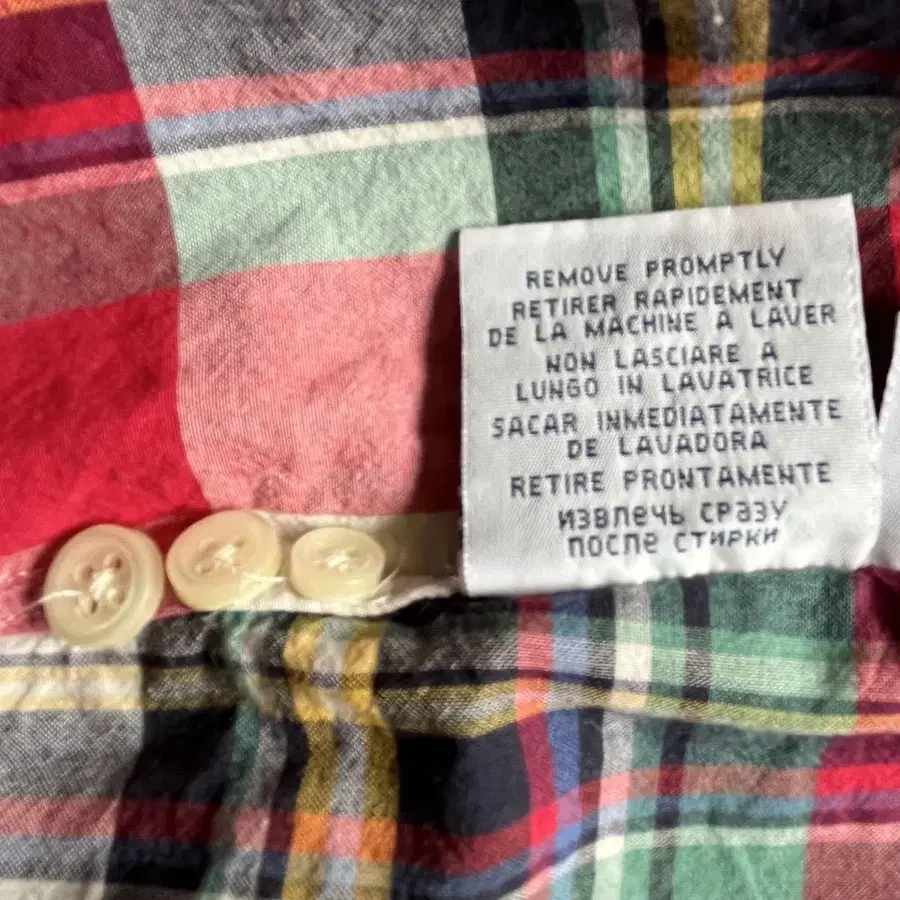 REMOVE PROMPTLY
RETIRER RAPIDEMENT
DE LA MACHINE A LAVER
NON LASCIARE A
LUNGO IN LAVATRICE
SACAR INMEDIATAMENTE
DE LAVADORA
RETIRE PRONTAMENTE
ИЗВЛЕЧЬ СРАЗУ
ПОСЛЕ СТИРКИ